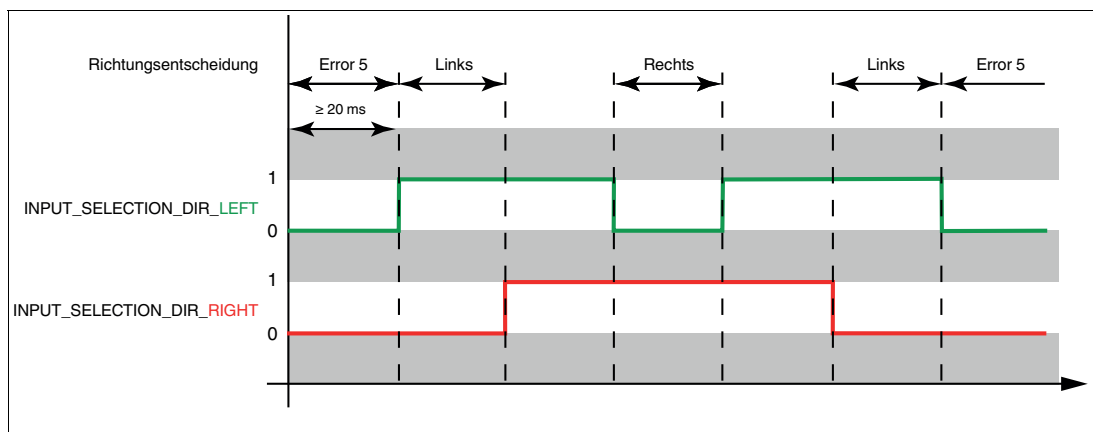 Richtungsentscheidung Error 5 Links Rechts Links Error 5
≥ 20 ms
1
INPUT_SELECTION_DIR_LEFT
0
1
INPUT_SELECTION_DIR_RIGHT
0